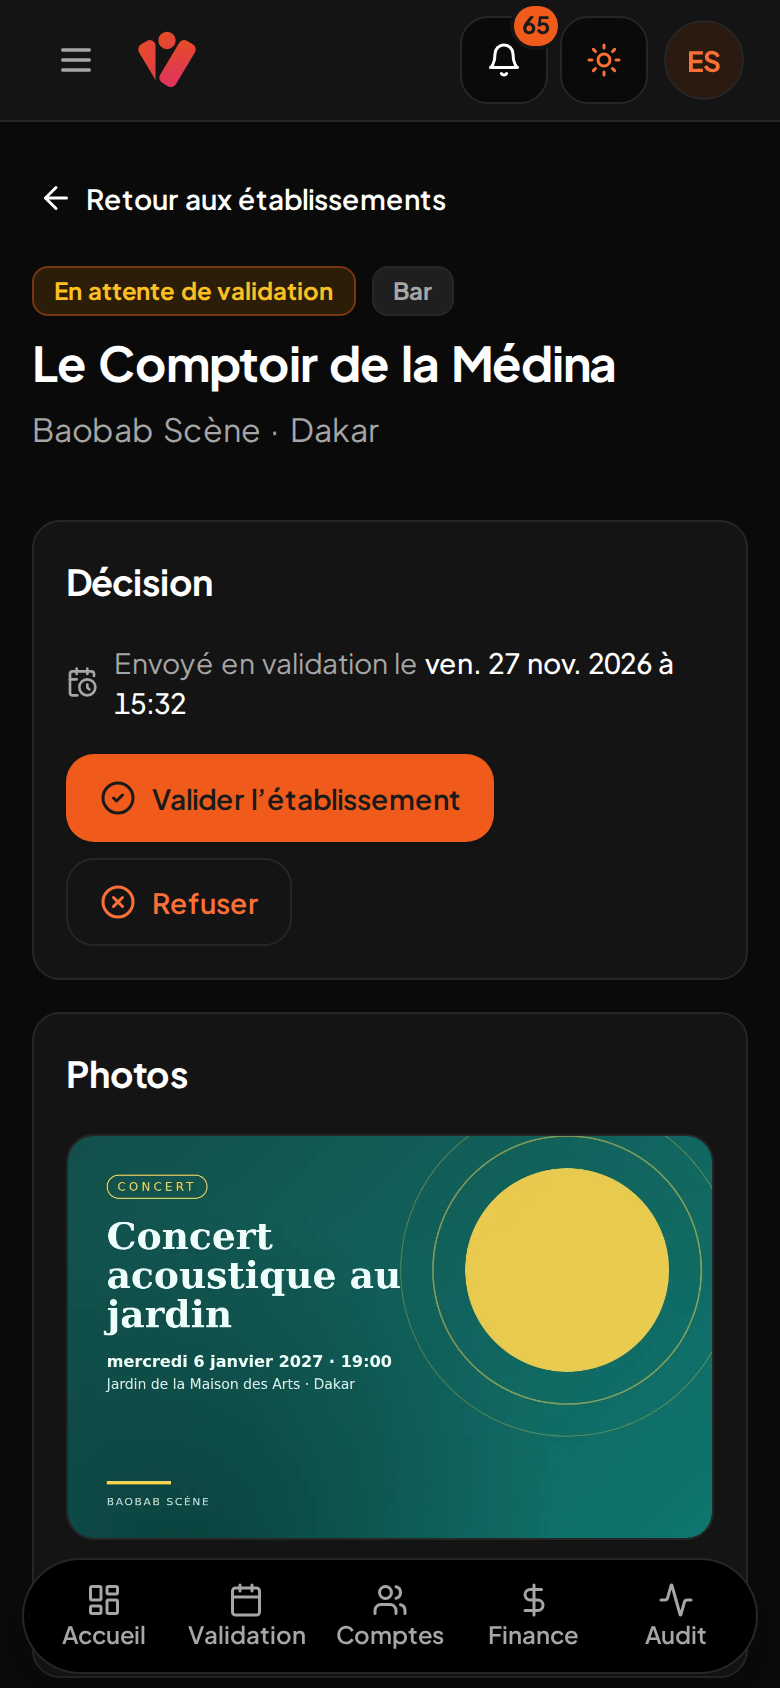 65
ES
Retour aux établissements
En attente de validation
Bar
Le Comptoir de la Médina
Baobab Scène · Dakar
Décision
Envoyé en validation le ven. 27 nov. 2026 à
15:32
Valider l’établissement
Refuser
Photos
CONCERT
Concert
acoustique au
jardin
mercredi 6 janvier 2027 · 19:00
Jardin de la Maison des Arts · Dakar
BAOBAB SCÈNE
Accueil
Validation
Comptes
Finance
Audit